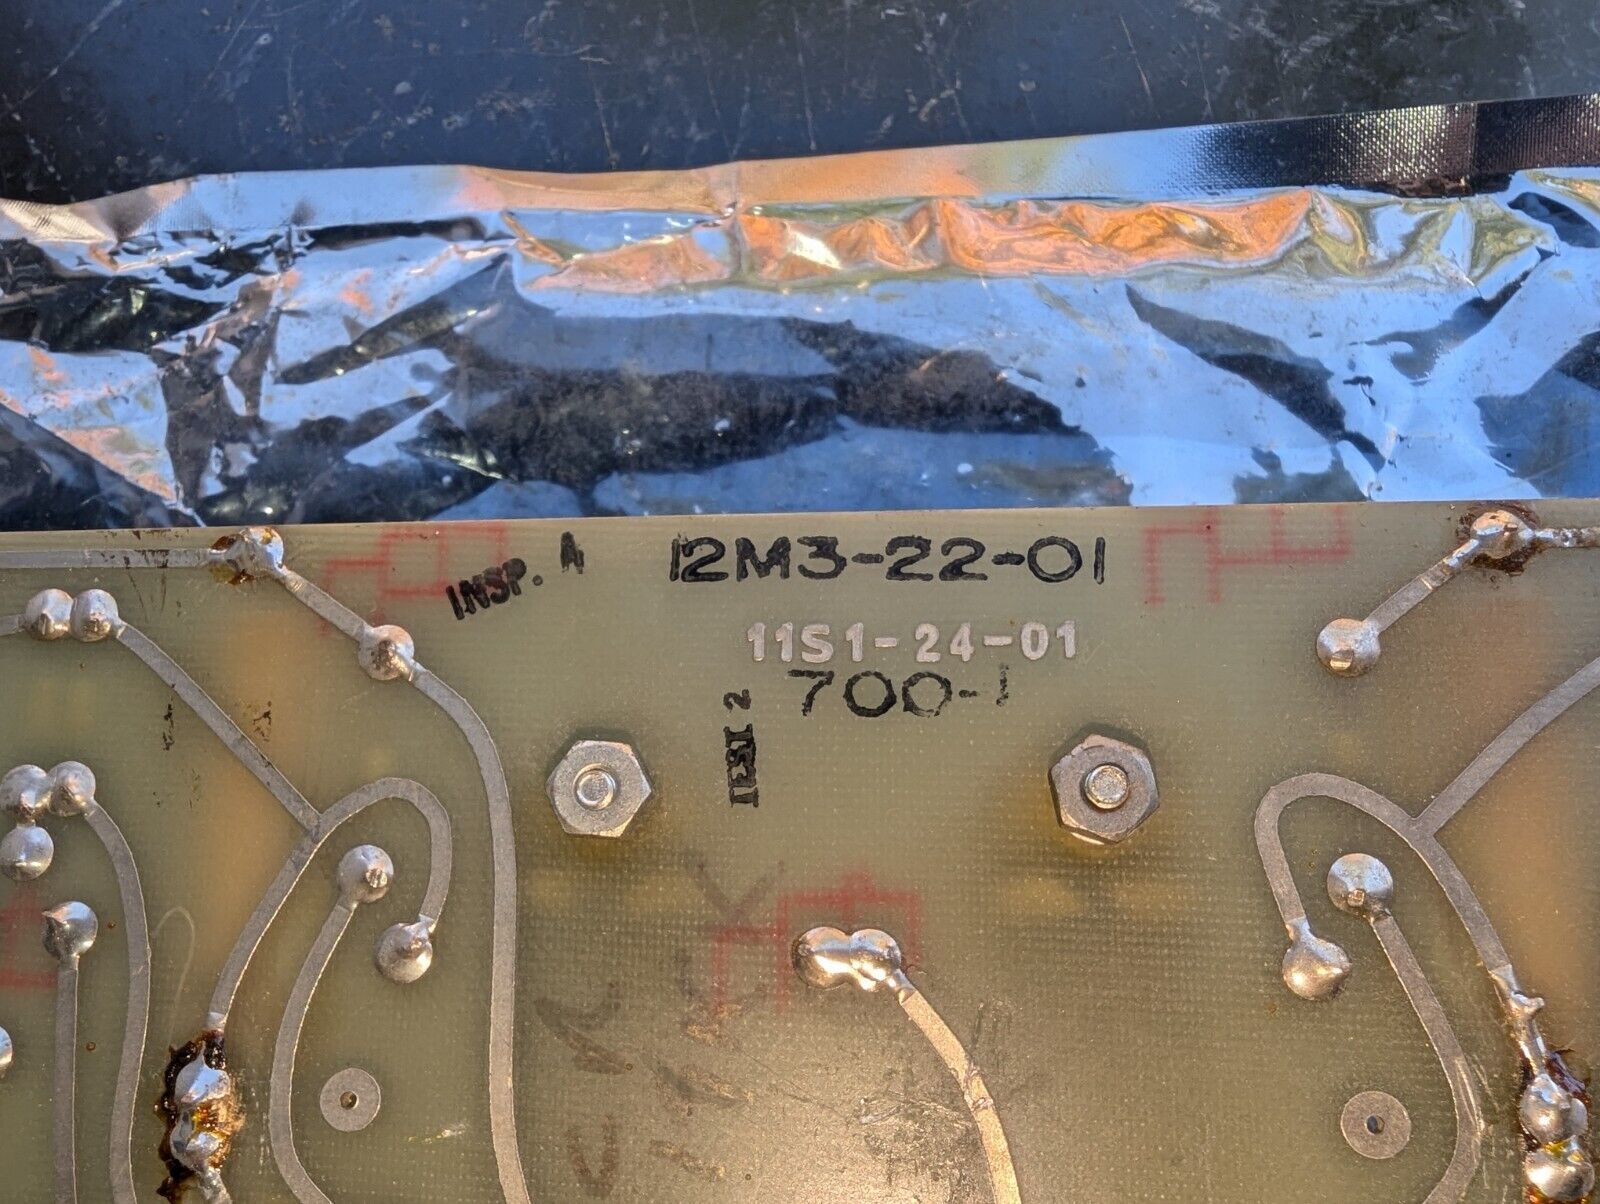 INSP. A
12M3-22-01
11S1-24-01
700-1
TEST 2